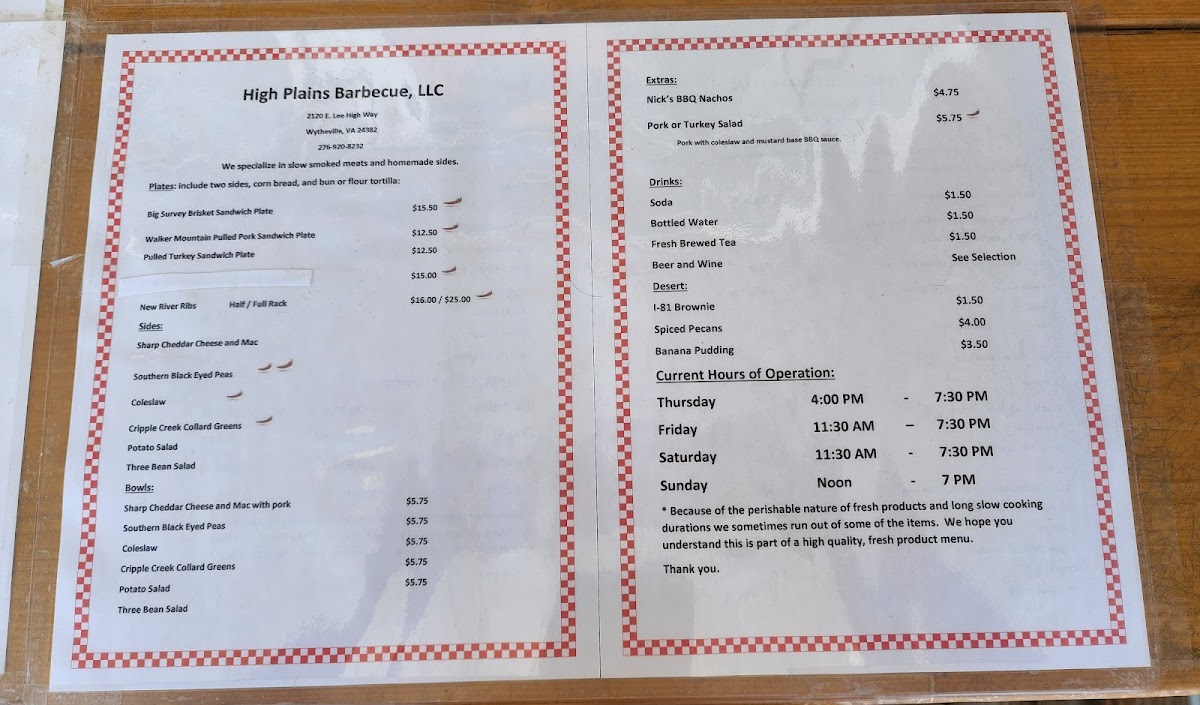 High Plains Barbecue, LLC
2120 E. Lee High Way
Wytheville, VA 24382
276-920-8232
We specialize in slow smoked meats and homemade sides.
Plates: include two sides, corn bread, and bun or flour tortilla:
Big Survey Brisket Sandwich Plate $15.50
Walker Mountain Pulled Pork Sandwich Plate $12.50
Pulled Turkey Sandwich Plate $12.50
$15.00
New River Ribs Half / Full Rack $16.00 / $25.00
Sides:
Sharp Cheddar Cheese and Mac
Southern Black Eyed Peas
Coleslaw
Cripple Creek Collard Greens
Potato Salad
Three Bean Salad
Bowls:
Sharp Cheddar Cheese and Mac with pork $5.75
Southern Black Eyed Peas $5.75
Coleslaw $5.75
Cripple Creek Collard Greens $5.75
Potato Salad $5.75
Three Bean Salad
Extras:
Nick's BBQ Nachos $4.75
Pork or Turkey Salad $5.75
Pork with coleslaw and mustard base BBQ sauce.
Drinks:
Soda $1.50
Bottled Water $1.50
Fresh Brewed Tea $1.50
Beer and Wine See Selection
Desert:
I-81 Brownie $1.50
Spiced Pecans $4.00
Banana Pudding $3.50
Current Hours of Operation:
Thursday 4:00 PM - 7:30 PM
Friday 11:30 AM – 7:30 PM
Saturday 11:30 AM - 7:30 PM
Sunday Noon - 7 PM
* Because of the perishable nature of fresh products and long slow cooking
durations we sometimes run out of some of the items. We hope you
understand this is part of a high quality, fresh product menu.
Thank you.